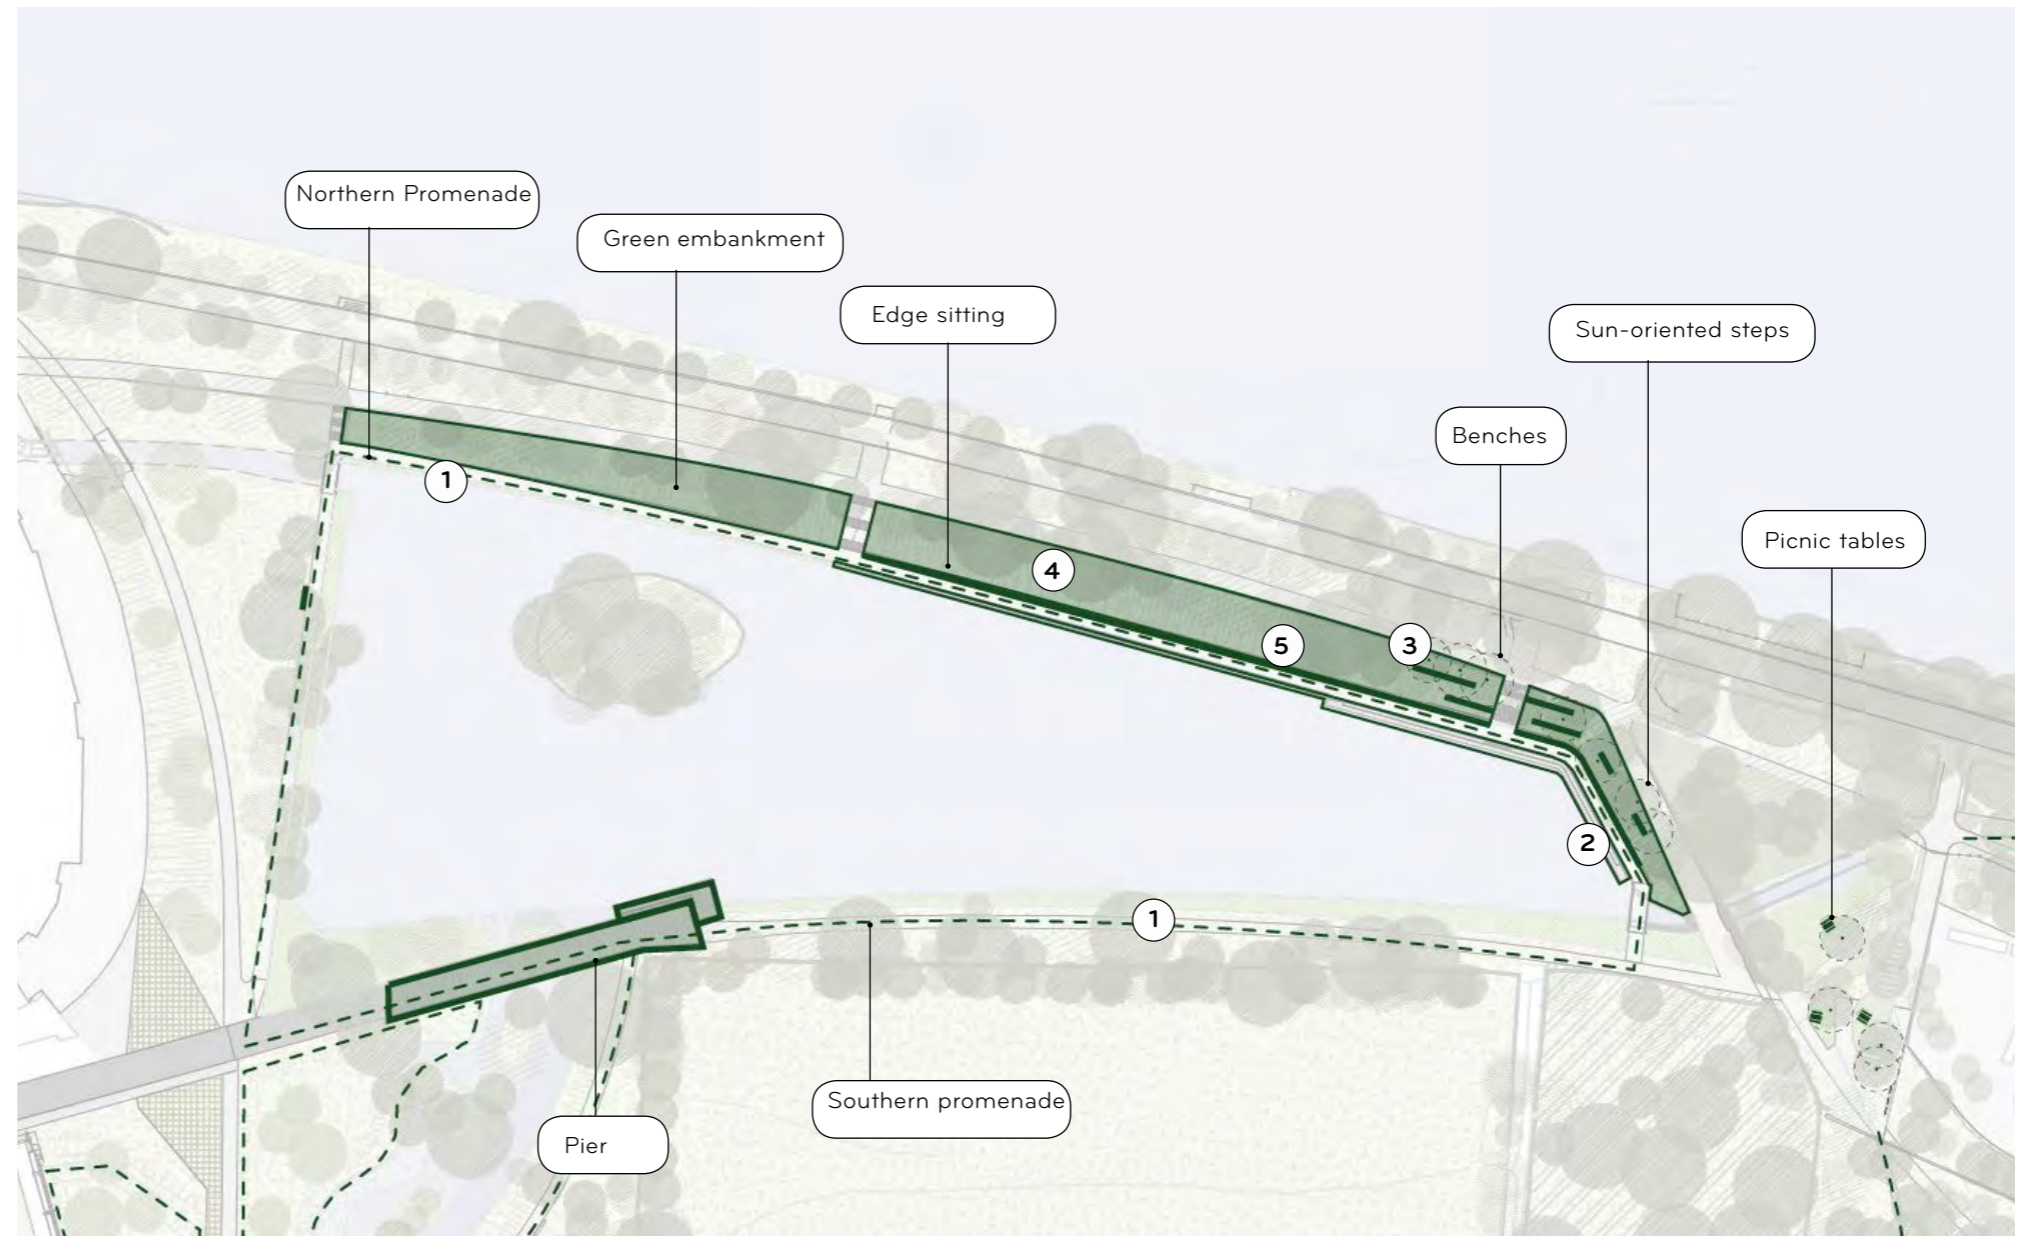 Northern Promenade
Green embankment
Edge sitting
Sun-oriented steps
Benches
Picnic tables
1
4
5
3
2
1
Southern promenade
Pier